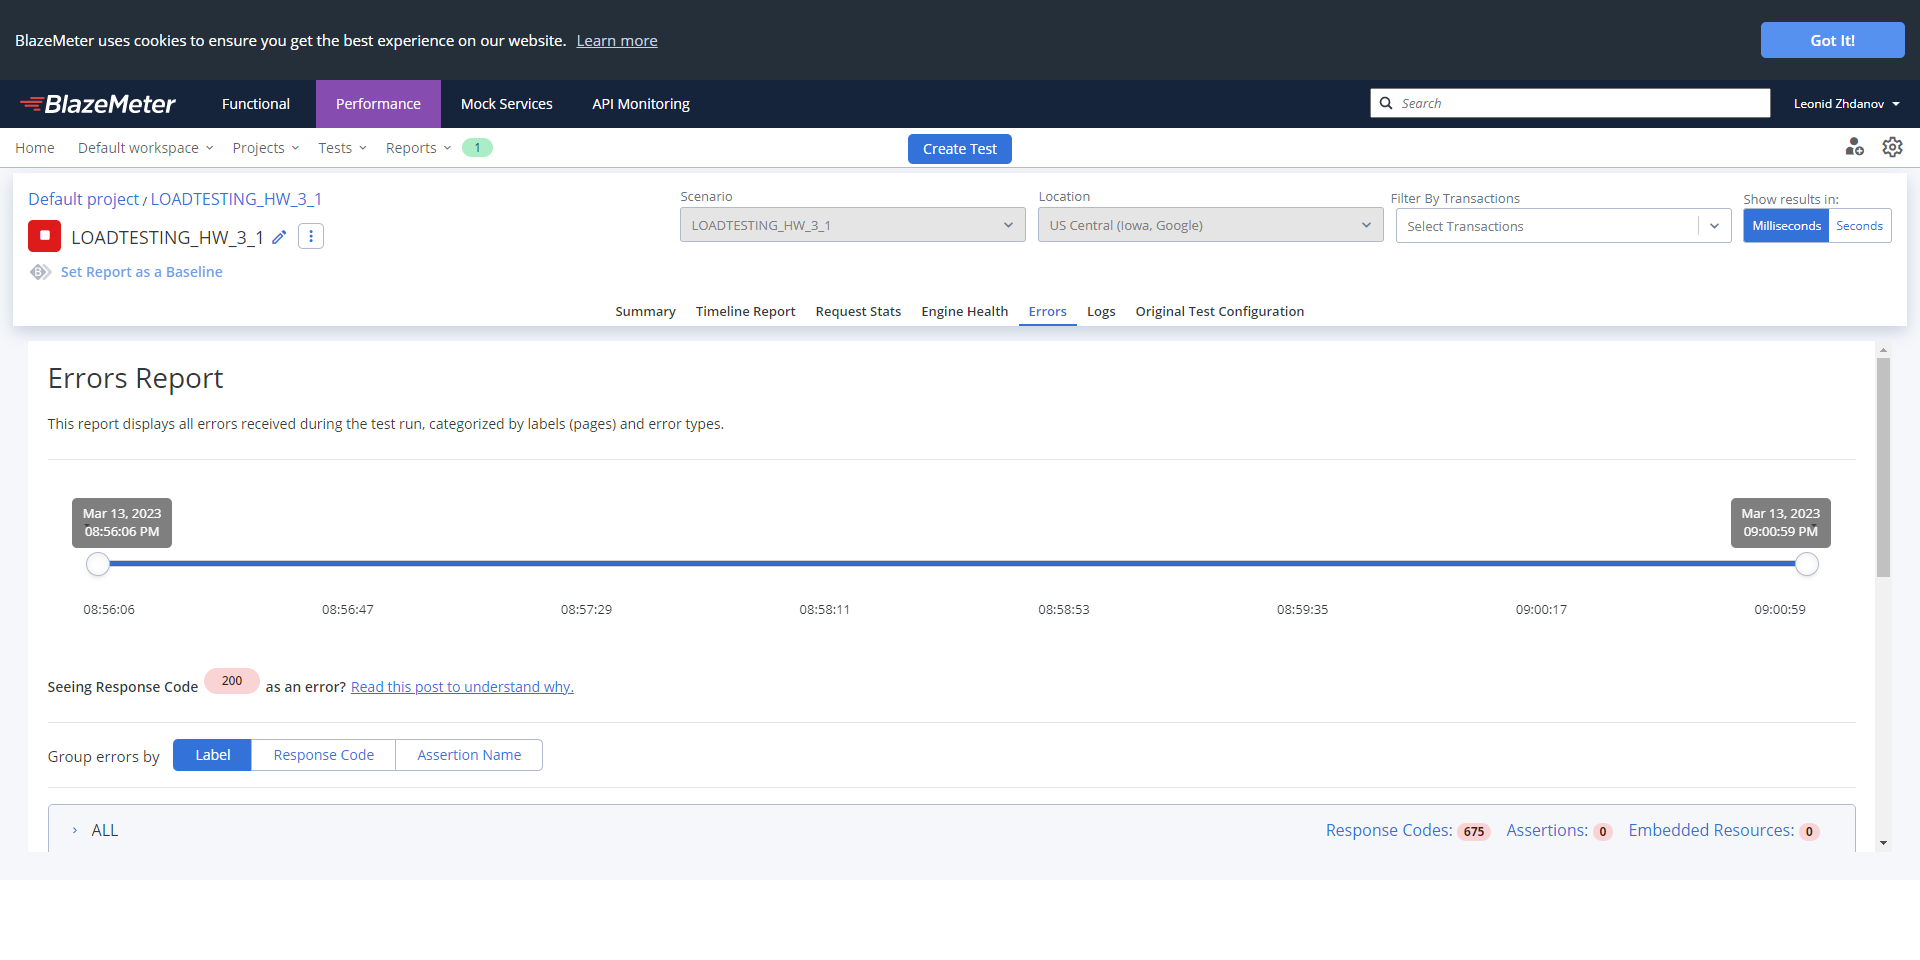 BlazeMeter uses cookies to ensure you get the best experience on our website. Learn more
Got It!
BlazeMeter
Functional
Performance
Mock Services
API Monitoring
Search
Leonid Zhdanov
Home
Default workspace
Projects
Tests
Reports
1
Create Test
Default project / LOADTESTING_HW_3_1
LOADTESTING_HW_3_1
Set Report as a Baseline
Scenario
LOADTESTING_HW_3_1
Location
US Central (Iowa, Google)
Filter By Transactions
Select Transactions
Show results in:
Milliseconds
Seconds
Summary
Timeline Report
Request Stats
Engine Health
Errors
Logs
Original Test Configuration
Errors Report
This report displays all errors received during the test run, categorized by labels (pages) and error types.
Mar 13, 2023
08:56:06 PM
Mar 13, 2023
09:00:59 PM
08:56:06
08:56:47
08:57:29
08:58:11
08:58:53
08:59:35
09:00:17
09:00:59
Seeing Response Code 200 as an error? Read this post to understand why.
Group errors by
Label
Response Code
Assertion Name
ALL
Response Codes: 675
Assertions: 0
Embedded Resources: 0